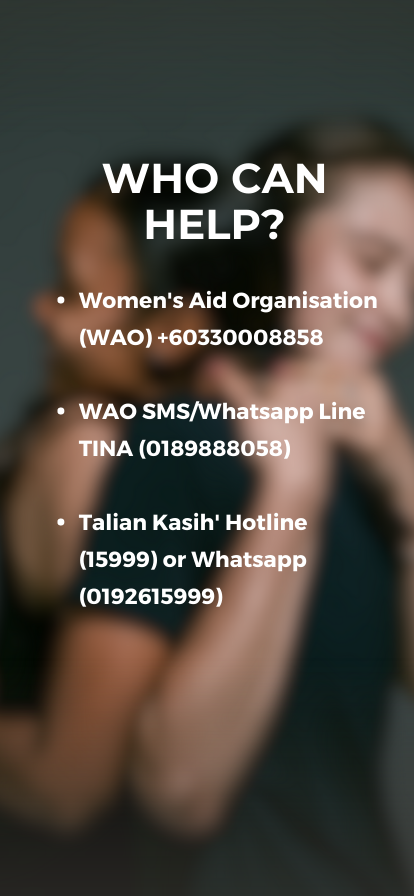 WHO CAN
HELP?
• Women's Aid Organisation
(WAO) +60330008858
• WAO SMS/Whatsapp Line
TINA (0189888058)
• Talian Kasih' Hotline
(15999) or Whatsapp
(0192615999)